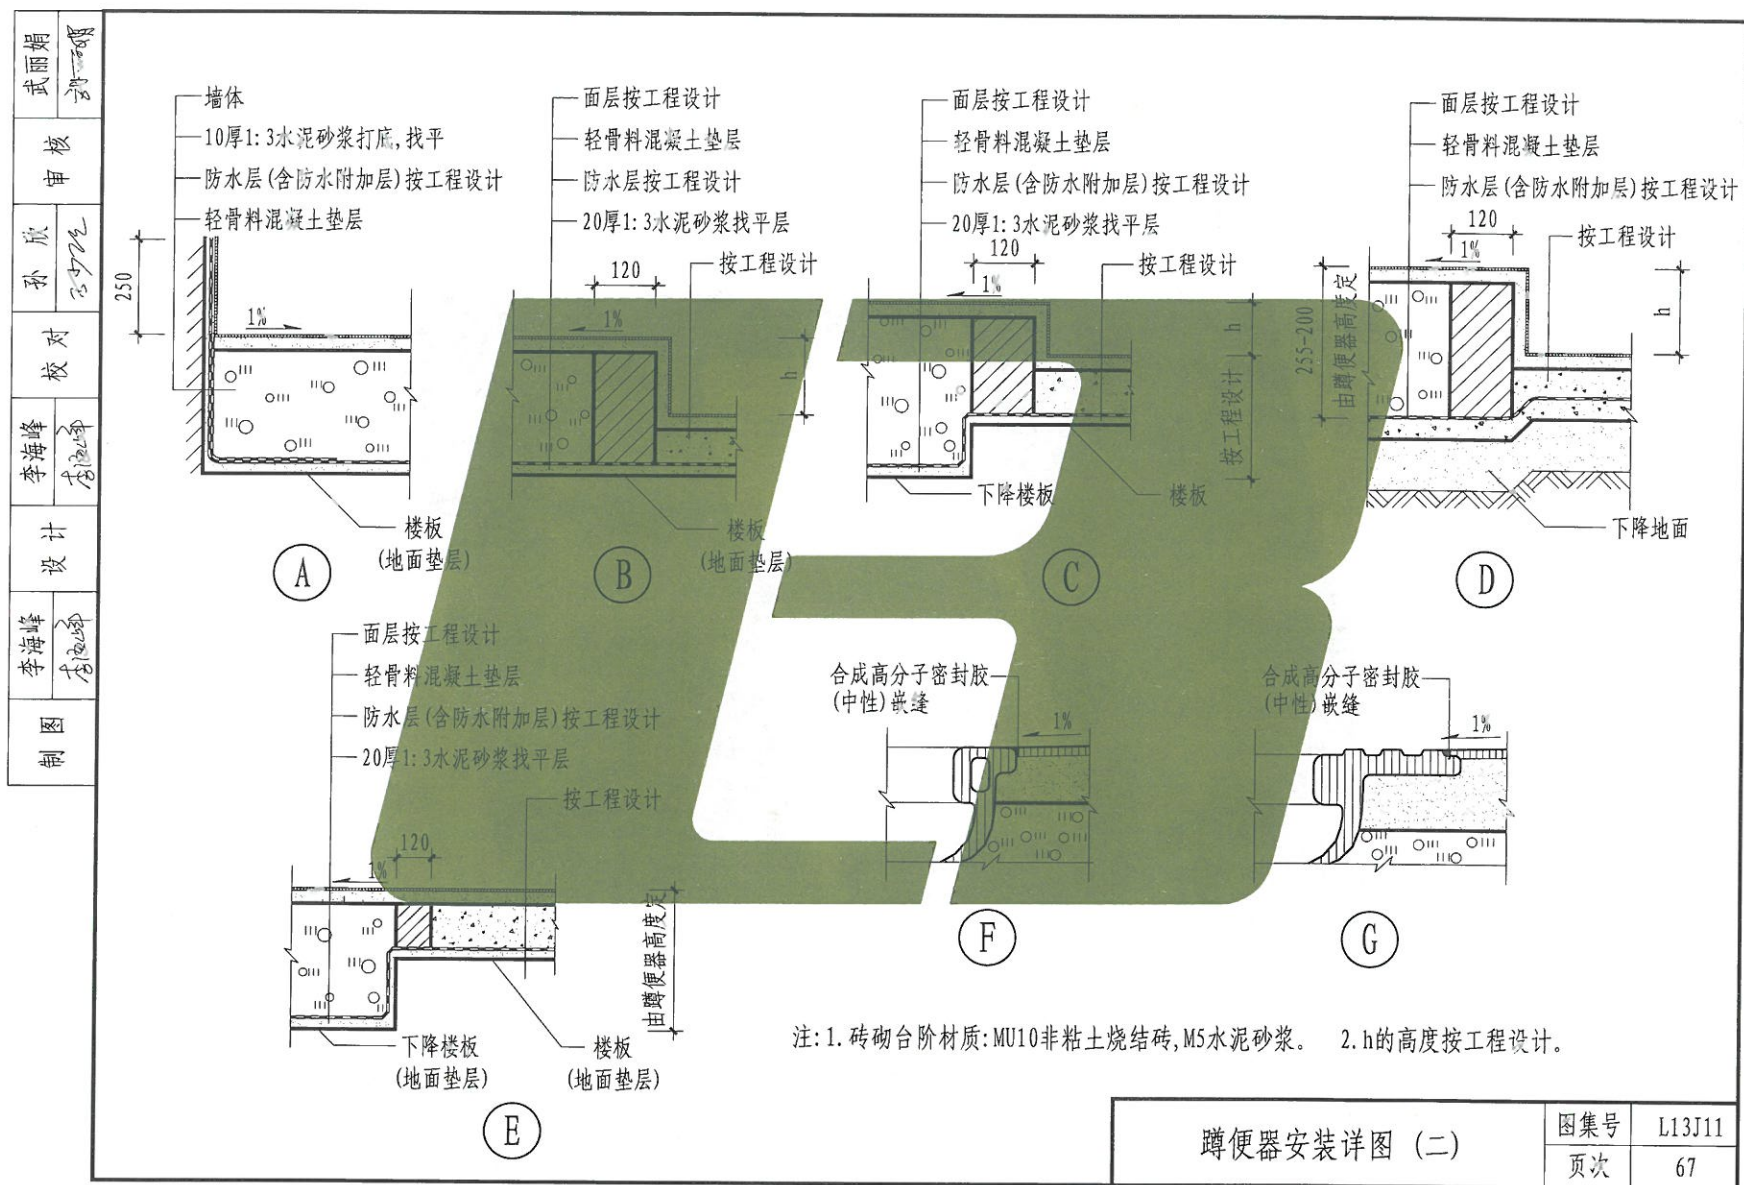 武丽娟
审核
孙欣
校对
李海峰
设计
李海峰
制图
墙体
10厚1:3水泥砂浆打底,找平
防水层(含防水附加层)按工程设计
轻骨料混凝土垫层
250
1%
楼板
(地面垫层)
A
面层按工程设计
轻骨料混凝土垫层
防水层按工程设计
20厚1:3水泥砂浆找平层
按工程设计
120
1%
h
楼板
(地面垫层)
B
面层按工程设计
轻骨料混凝土垫层
防水层(含防水附加层)按工程设计
20厚1:3水泥砂浆找平层
120
按工程设计
1%
h
按工程设计
下降楼板
楼板
C
面层按工程设计
轻骨料混凝土垫层
防水层(含防水附加层)按工程设计
120
按工程设计
1%
255-200
由蹲便器高度定
h
下降地面
D
面层按工程设计
轻骨料混凝土垫层
防水层(含防水附加层)按工程设计
20厚1:3水泥砂浆找平层
按工程设计
120
1%
由蹲便器高度定
下降楼板
(地面垫层)
楼板
(地面垫层)
E
合成高分子密封胶
(中性)嵌缝
1%
F
合成高分子密封胶
(中性)嵌缝
1%
G
注:1.砖砌台阶材质:MU10非粘土烧结砖,M5水泥砂浆。 2.h的高度按工程设计。
蹲便器安装详图 (二)
图集号
L13J11
页次
67